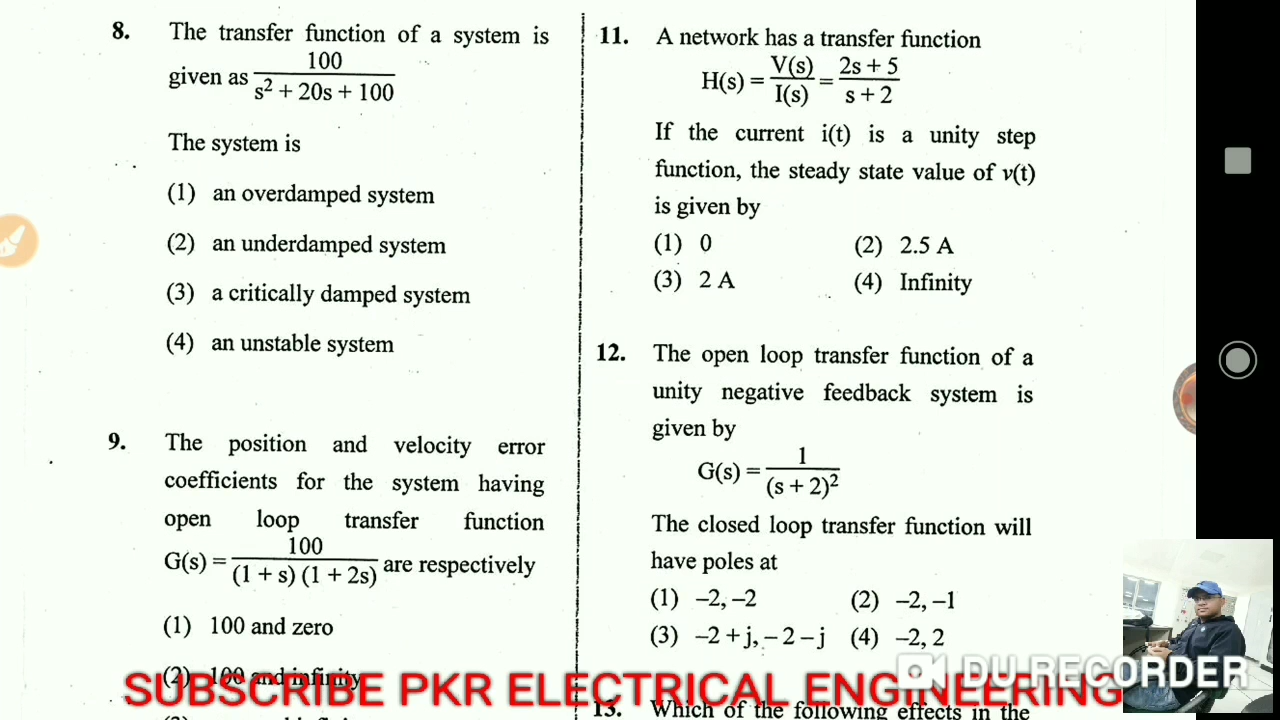 8. The transfer function of a system is
given as 100 / s² + 20s + 100
The system is
(1) an overdamped system
(2) an underdamped system
(3) a critically damped system
(4) an unstable system
9. The position and velocity error
coefficients for the system having
open loop transfer function
G(s) = 100 / (1 + s) (1 + 2s) are respectively
(1) 100 and zero
(2) 100 and infinity
11. A network has a transfer function
H(s) = V(s) / I(s) = 2s + 5 / s + 2
If the current i(t) is a unity step
function, the steady state value of v(t)
is given by
(1) 0 (2) 2.5 A
(3) 2 A (4) Infinity
12. The open loop transfer function of a
unity negative feedback system is
given by
G(s) = 1 / (s + 2)²
The closed loop transfer function will
have poles at
(1) –2, –2 (2) –2, –1
(3) –2 + j, – 2 – j (4) –2, 2
13. Which of the following effects in the
SUBSCRIBE PKR ELECTRICAL ENGINEERING
DU RECORDER